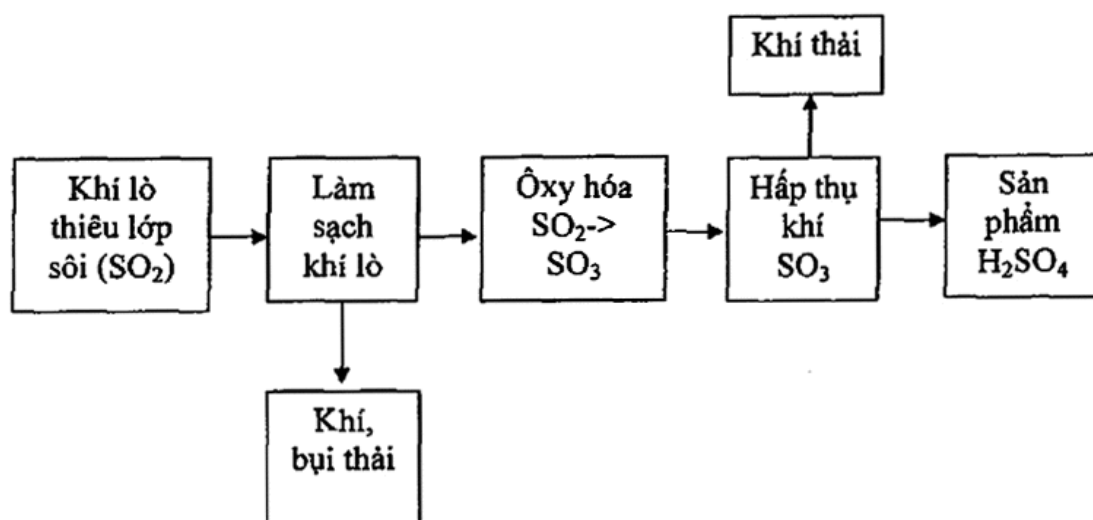 Khí thải
Khí lò
thiêu lớp
sôi (SO₂)
Làm
sạch
khí lò
Ôxy hóa
SO₂->
SO₃
Hấp thụ
khí
SO₃
Sản
phẩm
H₂SO₄
Khí,
bụi thải